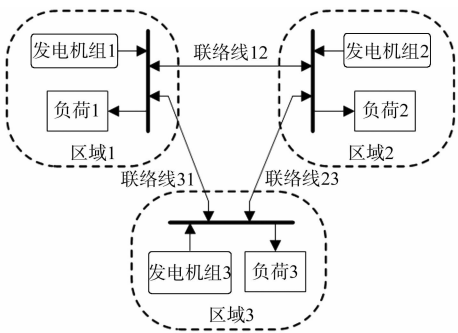 发电机组1
联络线12
发电机组2
负荷1
负荷2
区域1
区域2
联络线31
联络线23
发电机组3
负荷3
区域3